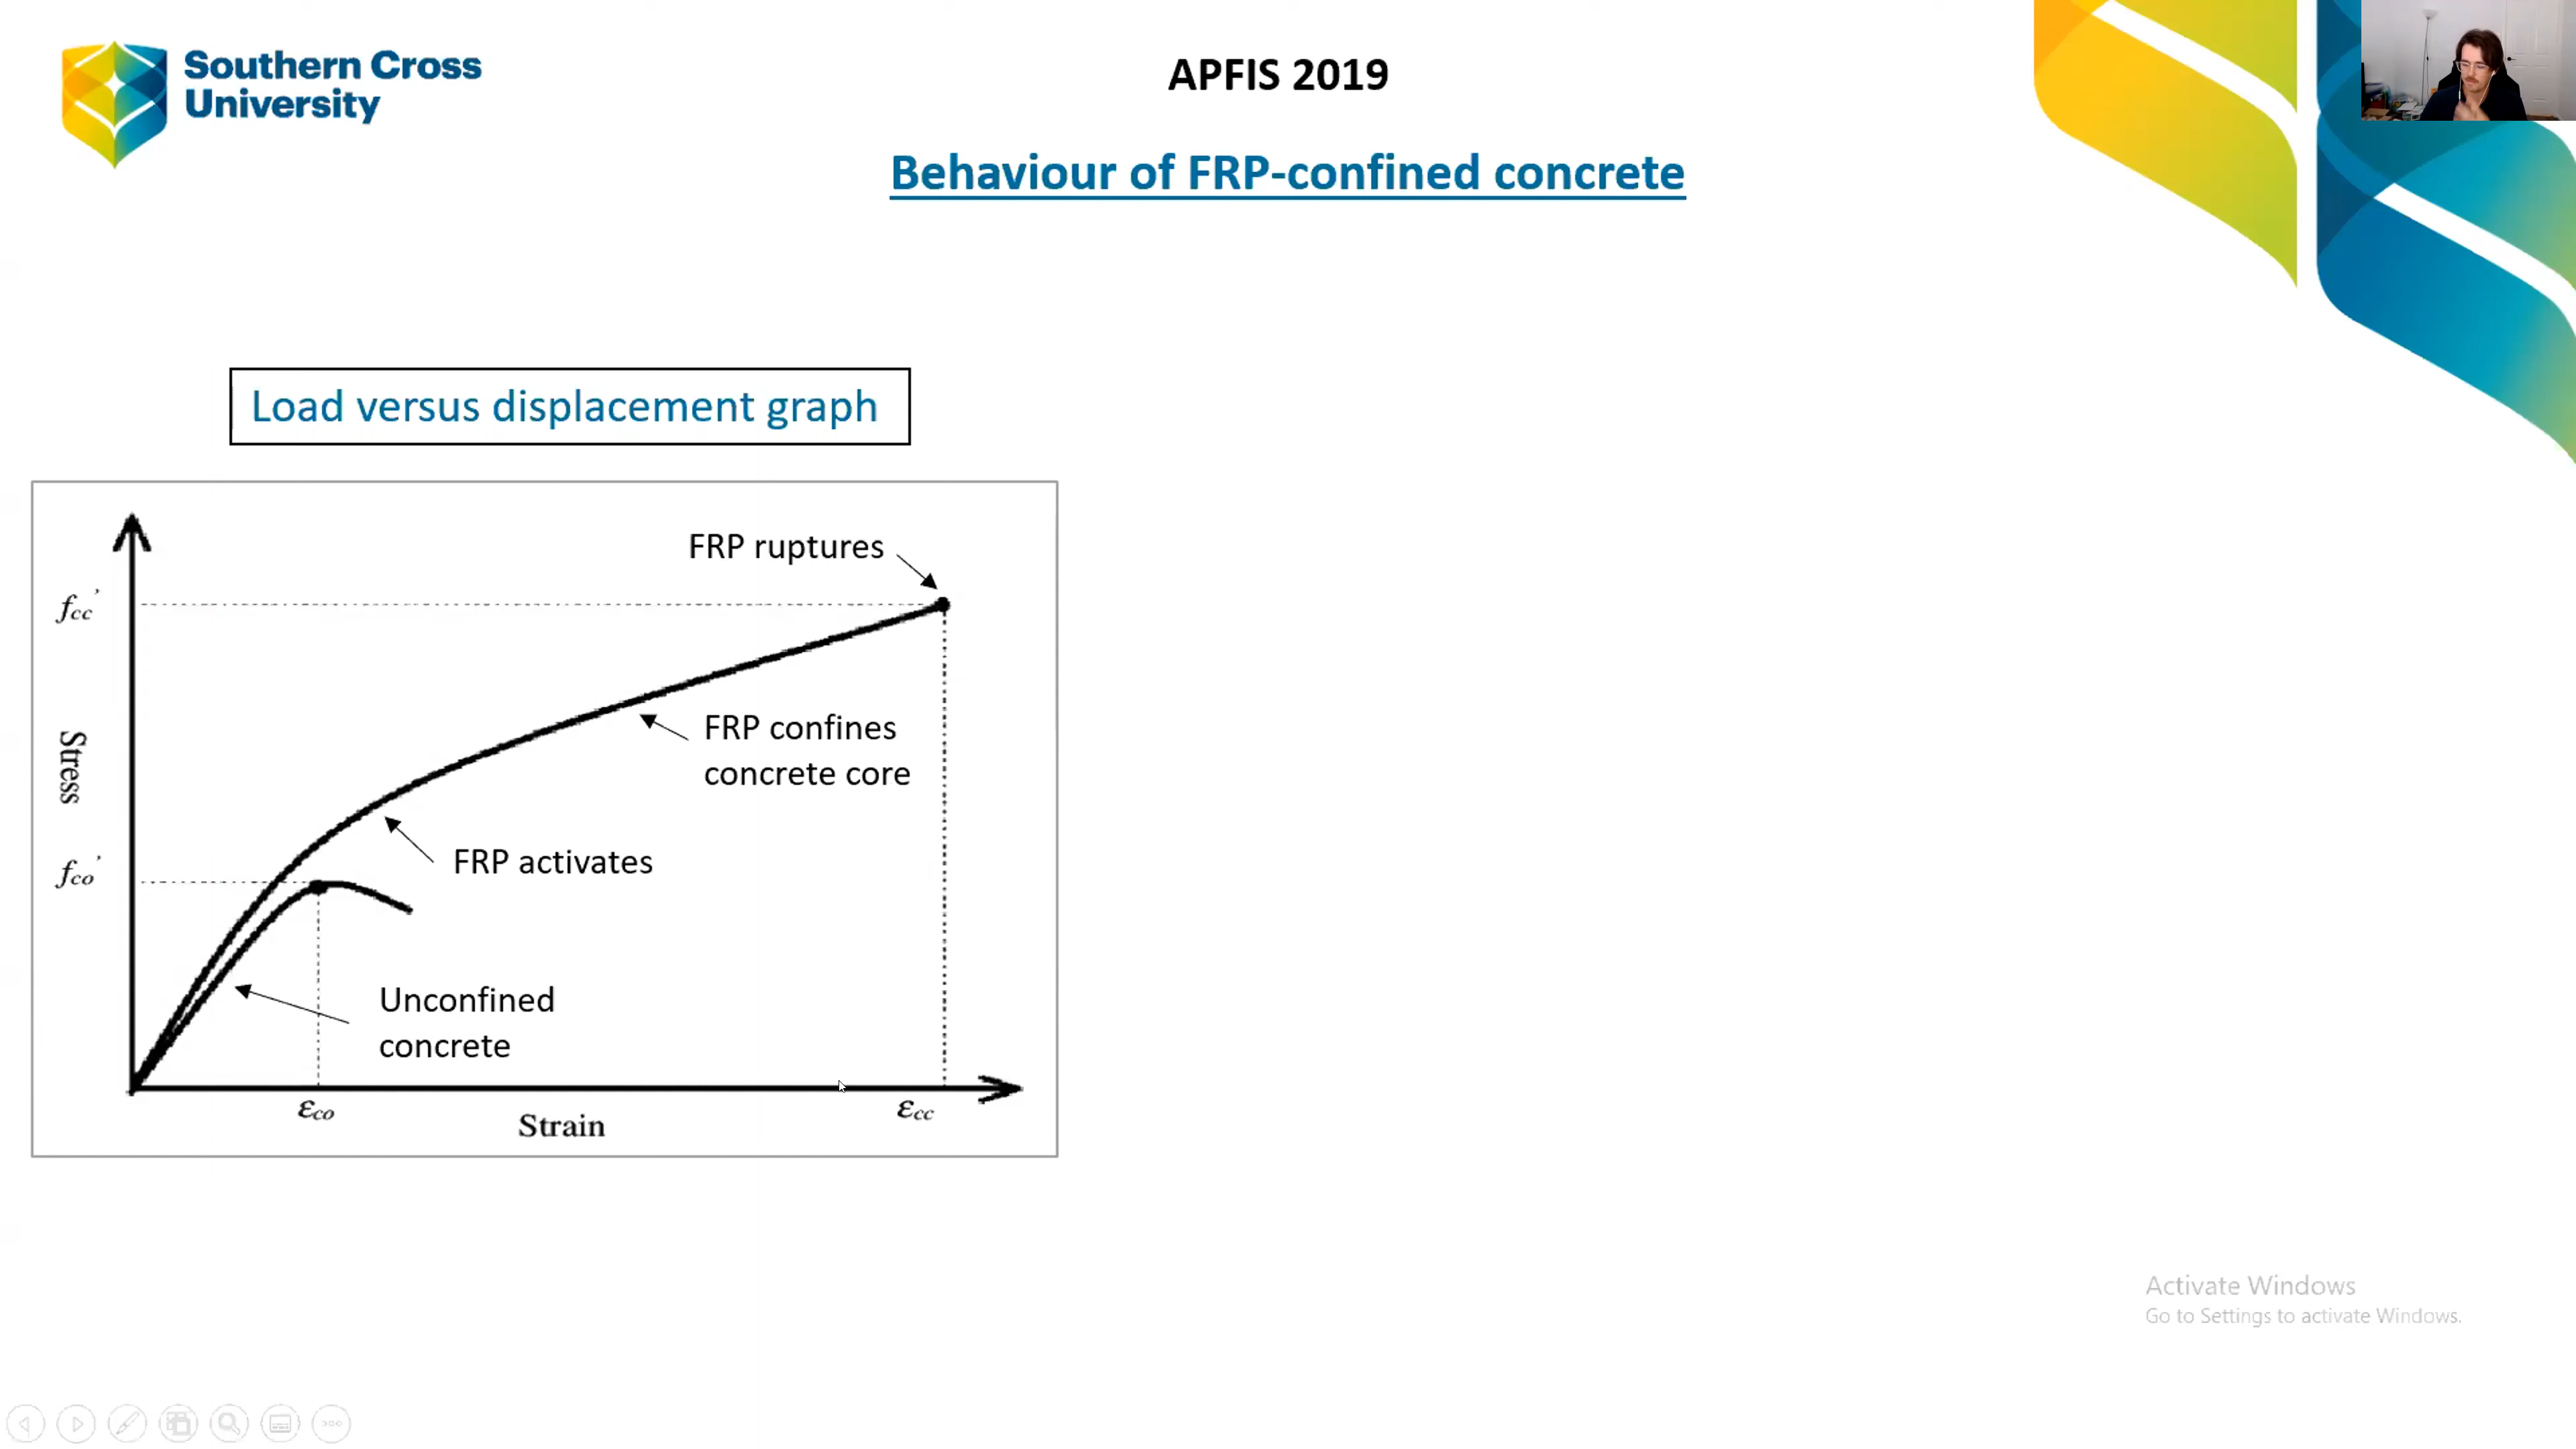 Southern Cross
University
APFIS 2019
Behaviour of FRP-confined concrete
Load versus displacement graph
FRP ruptures
fcc'
FRP confines
concrete core
Stress
FRP activates
fco'
Unconfined
concrete
εco
εcc
Strain
Activate Windows
Go to Settings to activate Windows.